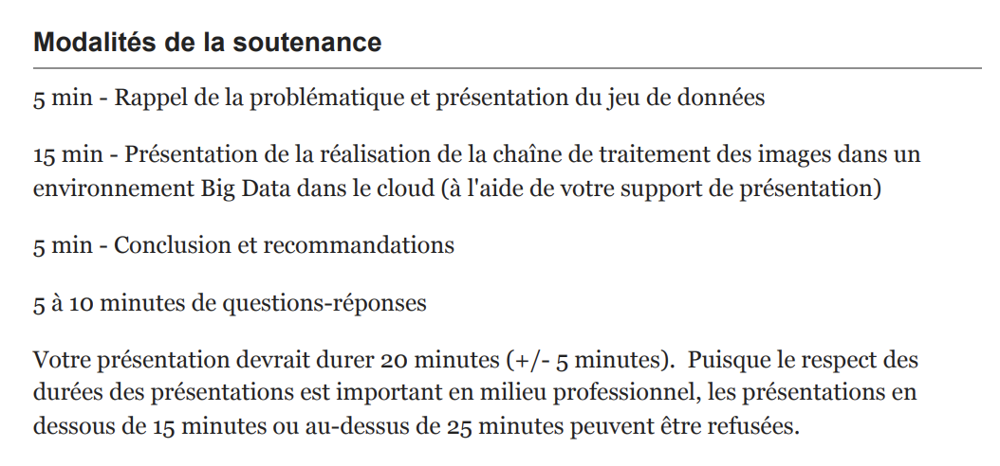 Modalités de la soutenance
5 min - Rappel de la problématique et présentation du jeu de données
15 min - Présentation de la réalisation de la chaîne de traitement des images dans un
environnement Big Data dans le cloud (à l'aide de votre support de présentation)
5 min - Conclusion et recommandations
5 à 10 minutes de questions-réponses
Votre présentation devrait durer 20 minutes (+/- 5 minutes).  Puisque le respect des
durées des présentations est important en milieu professionnel, les présentations en
dessous de 15 minutes ou au-dessus de 25 minutes peuvent être refusées.